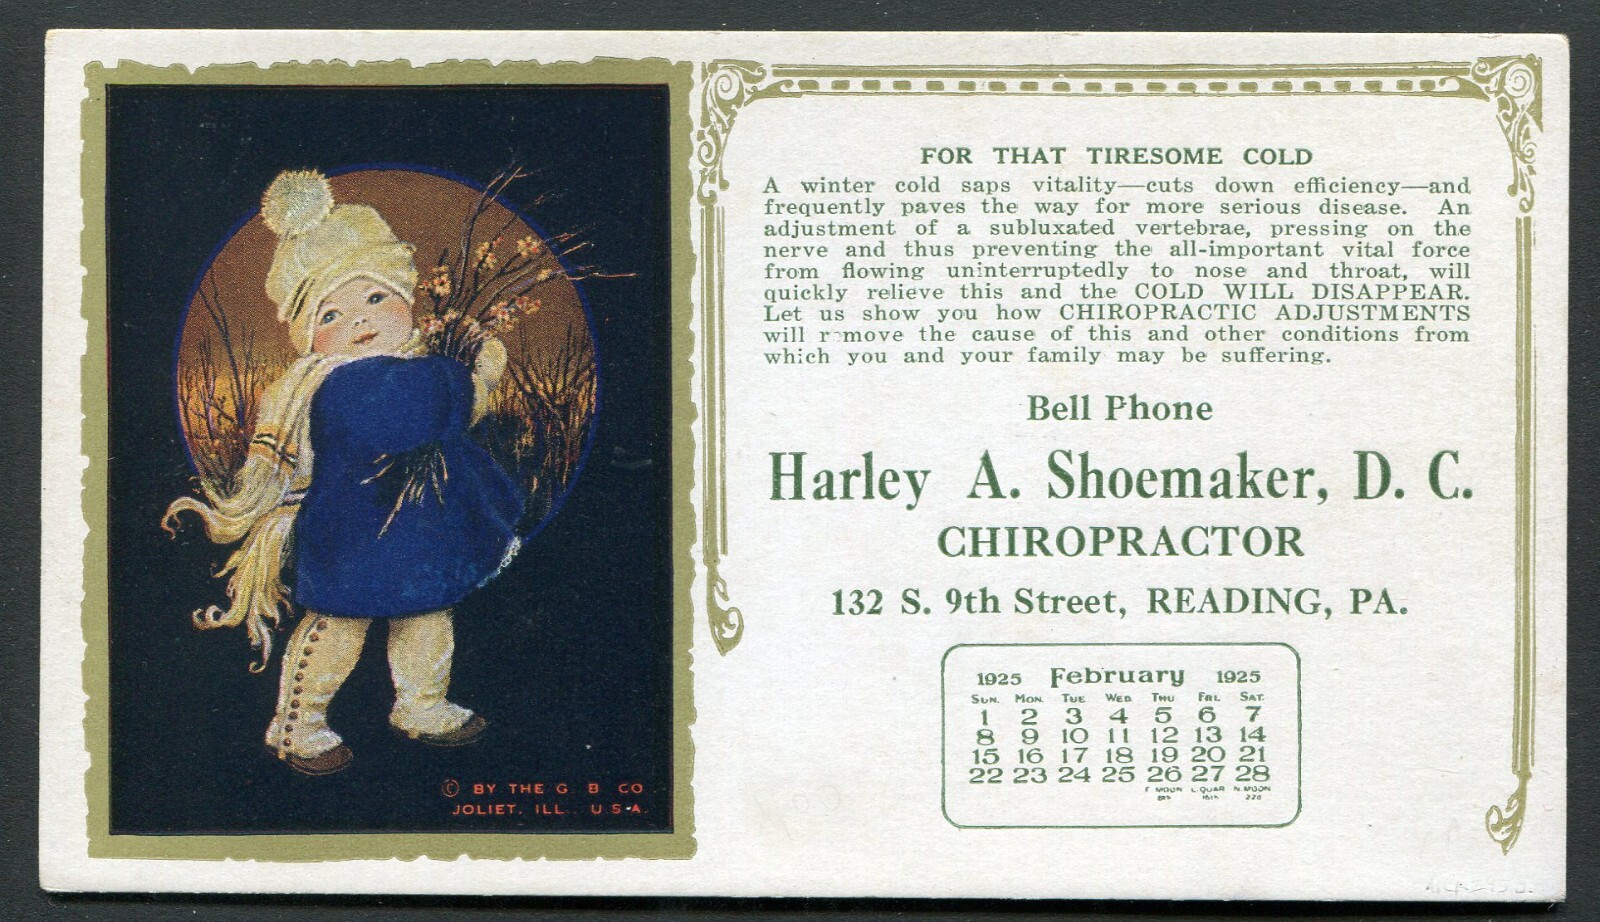 FOR THAT TIRESOME COLD
A winter cold saps vitality—cuts down efficiency—and
frequently paves the way for more serious disease. An
adjustment of a subluxated vertebrae, pressing on the
nerve and thus preventing the all-important vital force
from flowing uninterruptedly to nose and throat, will
quickly relieve this and the COLD WILL DISAPPEAR.
Let us show you how CHIROPRACTIC ADJUSTMENTS
will remove the cause of this and other conditions from
which you and your family may be suffering.
Bell Phone
Harley A. Shoemaker, D. C.
CHIROPRACTOR
132 S. 9th Street, READING, PA.
1925 February 1925
SUN. MON. TUE WED THU FRI. SAT.
1 2 3 4 5 6 7
8 9 10 11 12 13 14
15 16 17 18 19 20 21
22 23 24 25 26 27 28
F MOON L. QUAR N. MOON
8th 16th 22d
© BY THE G B CO
JOLIET, ILL. U.S.A.